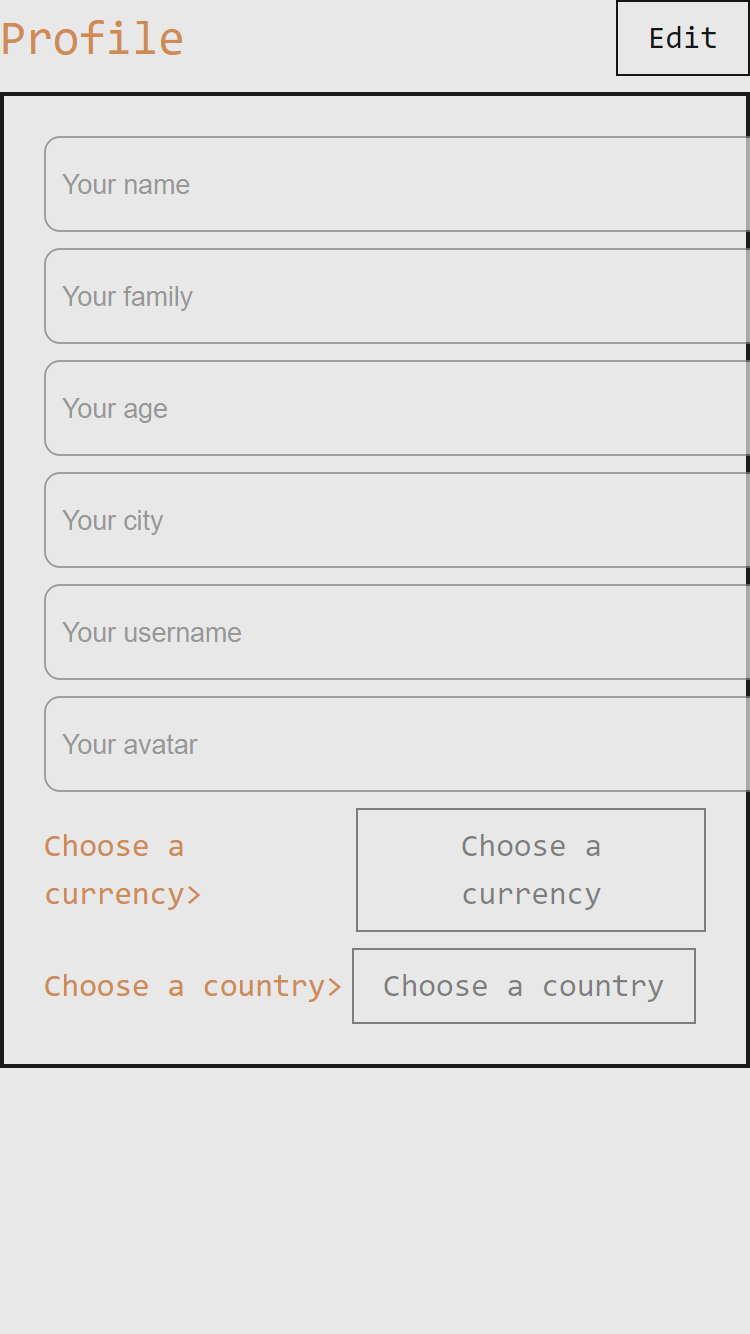 Profile
Edit
Your name
Your family
Your age
Your city
Your username
Your avatar
Choose a
currency>
Choose a
currency
Choose a country>
Choose a country